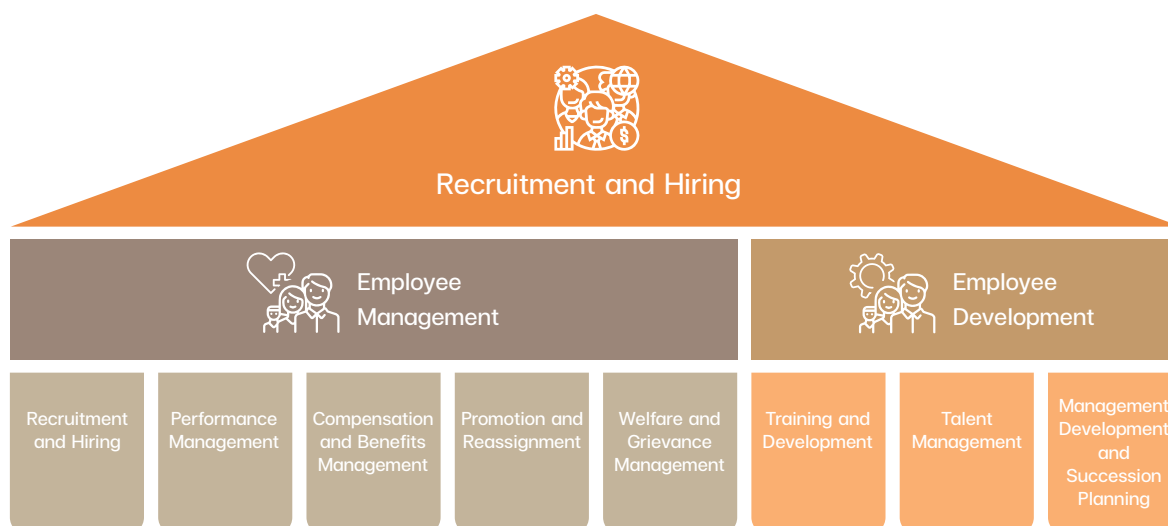 $
Recruitment and Hiring
Employee
Management
Employee
Development
Recruitment
and Hiring
Performance
Management
Compensation
and Benefits
Management
Promotion and
Reassignment
Welfare and
Grievance
Management
Training and
Development
Talent
Management
Management
Development
and
Succession
Planning